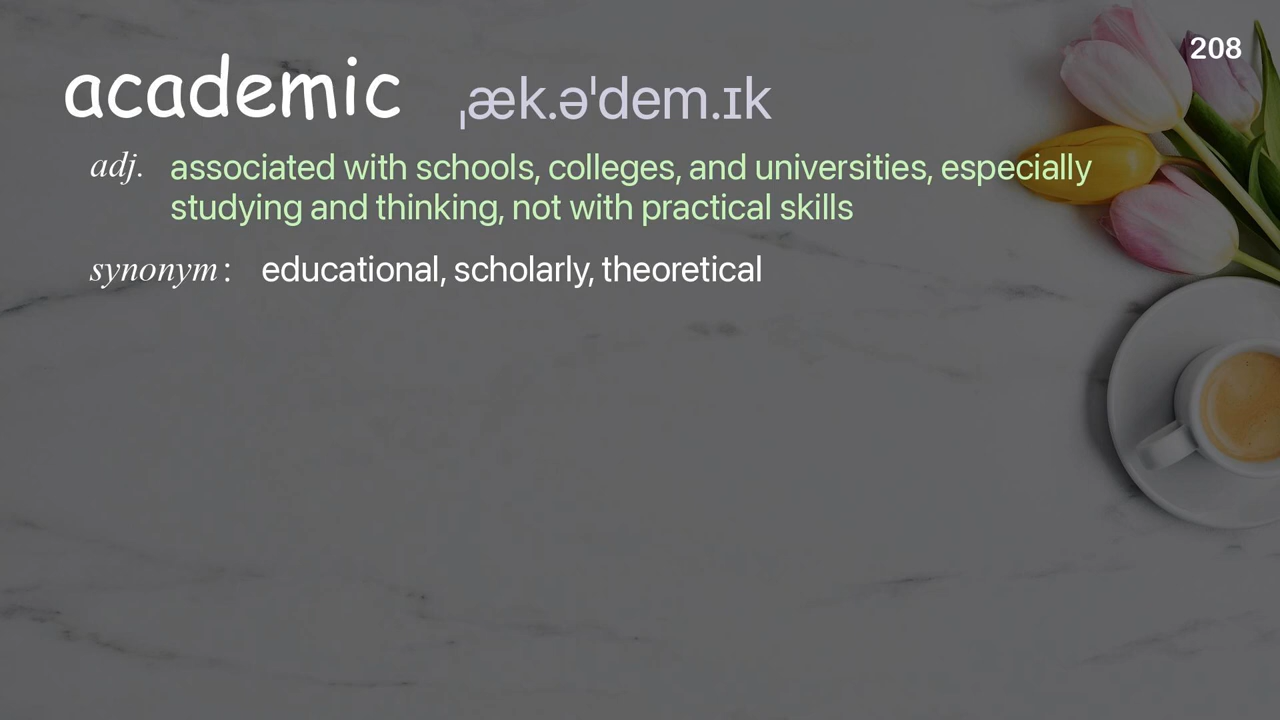 208
academic ˌæk.əˈdem.ɪk
adj. associated with schools, colleges, and universities, especially
studying and thinking, not with practical skills
synonym: educational, scholarly, theoretical